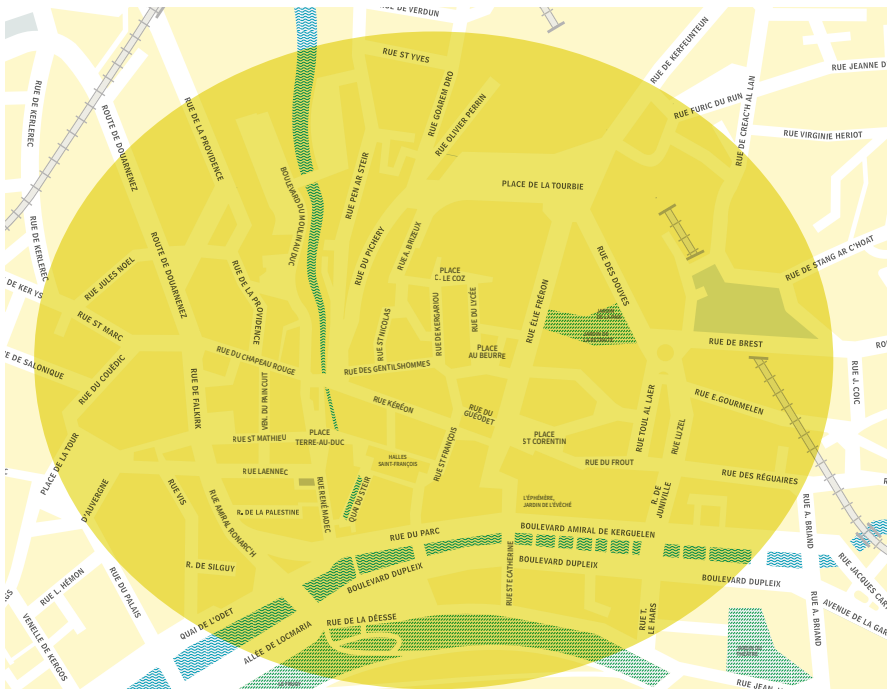 E DE VERDUN
RUE ST YVES
RUE DE KERFEUNTEUN
RUE JEANNE D
RUE GOAREM DRO
RUE OLIVIER PERRIN
RUE FURIC DU RUN
RUE DE CREAC'H AL LAN
RUE VIRGINIE HERIOT
RUE DE KERLEREC
ROUTE DE DOUARNENEZ
RUE DE LA PROVIDENCE
BOULEVARD DU MOULIN AU DUC
RUE PEN AR STEIR
PLACE DE LA TOURBIE
RUE DE KERLEREC
ROUTE DE DOUARNENEZ
RUE DE LA PROVIDENCE
RUE DU PICHERY
RUE A. BRIZEUX
RUE DES DOUVES
RUE DE STANG AR C'HOAT
DE KER YS
RUE JULES NOËL
PLACE
C. LE COZ
RUE ST MARC
RUE ST NICOLAS
RUE DE KERGARIOU
RUE DU LYCÉE
RUE ÉLIE FRÉRON
RUE DE BREST
E DE SALONIQUE
RUE DU COUËDIC
RUE DU CHAPEAU ROUGE
RUE DES GENTILSHOMMES
PLACE
AU BEURRE
RUE J. COIC
RUE DE FALKIRK
VEN. DU PAIN CUIT
RUE KÉRÉON
RUE DU
GUÉODET
RUE E.GOURMELEN
RUE TOUL AL LAER
RUE LUZEL
RUE ST MATHIEU
PLACE
TERRE-AU-DUC
PLACE
ST CORENTIN
PLACE DE LA TOUR
D'AUVERGNE
RUE LAENNEC
HALLES
SAINT-FRANÇOIS
RUE ST FRANÇOIS
RUE DU FROUT
RUE DES RÉGUAIRES
RUE VIS
RUE AMIRAL RONARC'H
R. DE LA PALESTINE
RUE RENÉ MADEC
QUAI DU STEIR
L'ÉPHÉMÈRE,
JARDIN DE L'ÉVÊCHÉ
R. DE
JUNIVILLE
RUE A. BRIAND
RUE DU PARC
BOULEVARD AMIRAL DE KERGUELEN
R. DE SILGUY
BOULEVARD DUPLEIX
BOULEVARD DUPLEIX
BOULEVARD DUPLEIX
RUE JACQUES CAR
RUE L. HÉMON
RUE DU PALAIS
RUE STE CATHERINE
RUE T.
LE HARS
RUE A. BRIAND
AVENUE DE LA GAR
VENELLE DE KERGOS
QUAI DE L'ODET
ALLÉE DE LOCMARIA
RUE DE LA DÉESSE
RUE JEAN